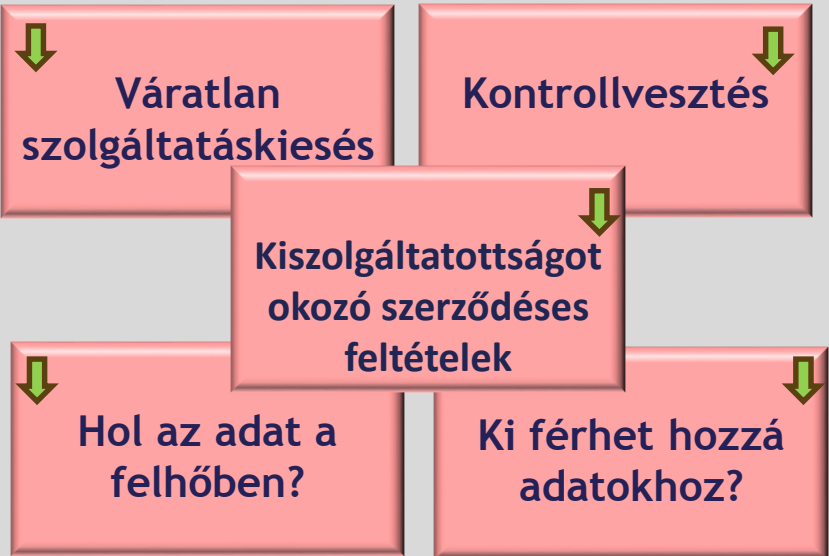 Váratlan
szolgáltatáskiesés
Kontrollvesztés
Kiszolgáltatottságot
okozó szerződéses
feltételek
Hol az adat a
felhőben?
Ki férhet hozzá
adatokhoz?